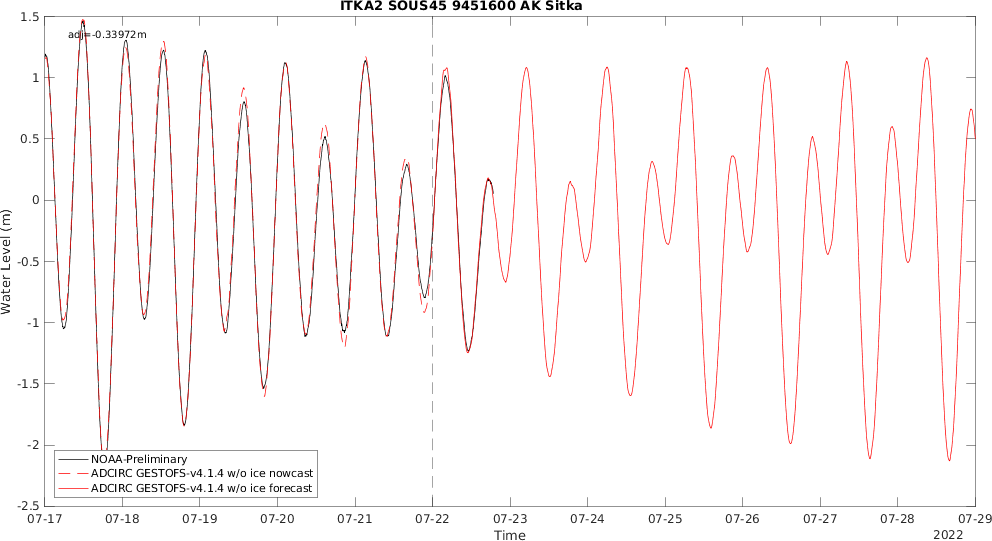 ITKA2 SOUS45 9451600 AK Sitka
adj=-0.33972m
1.5
1
0.5
0
-0.5
-1
-1.5
-2
-2.5
Water Level (m)
NOAA-Preliminary
ADCIRC GESTOFS-v4.1.4 w/o ice nowcast
ADCIRC GESTOFS-v4.1.4 w/o ice forecast
07-17 07-18 07-19 07-20 07-21 07-22 07-23 07-24 07-25 07-26 07-27 07-28 07-29
Time
2022